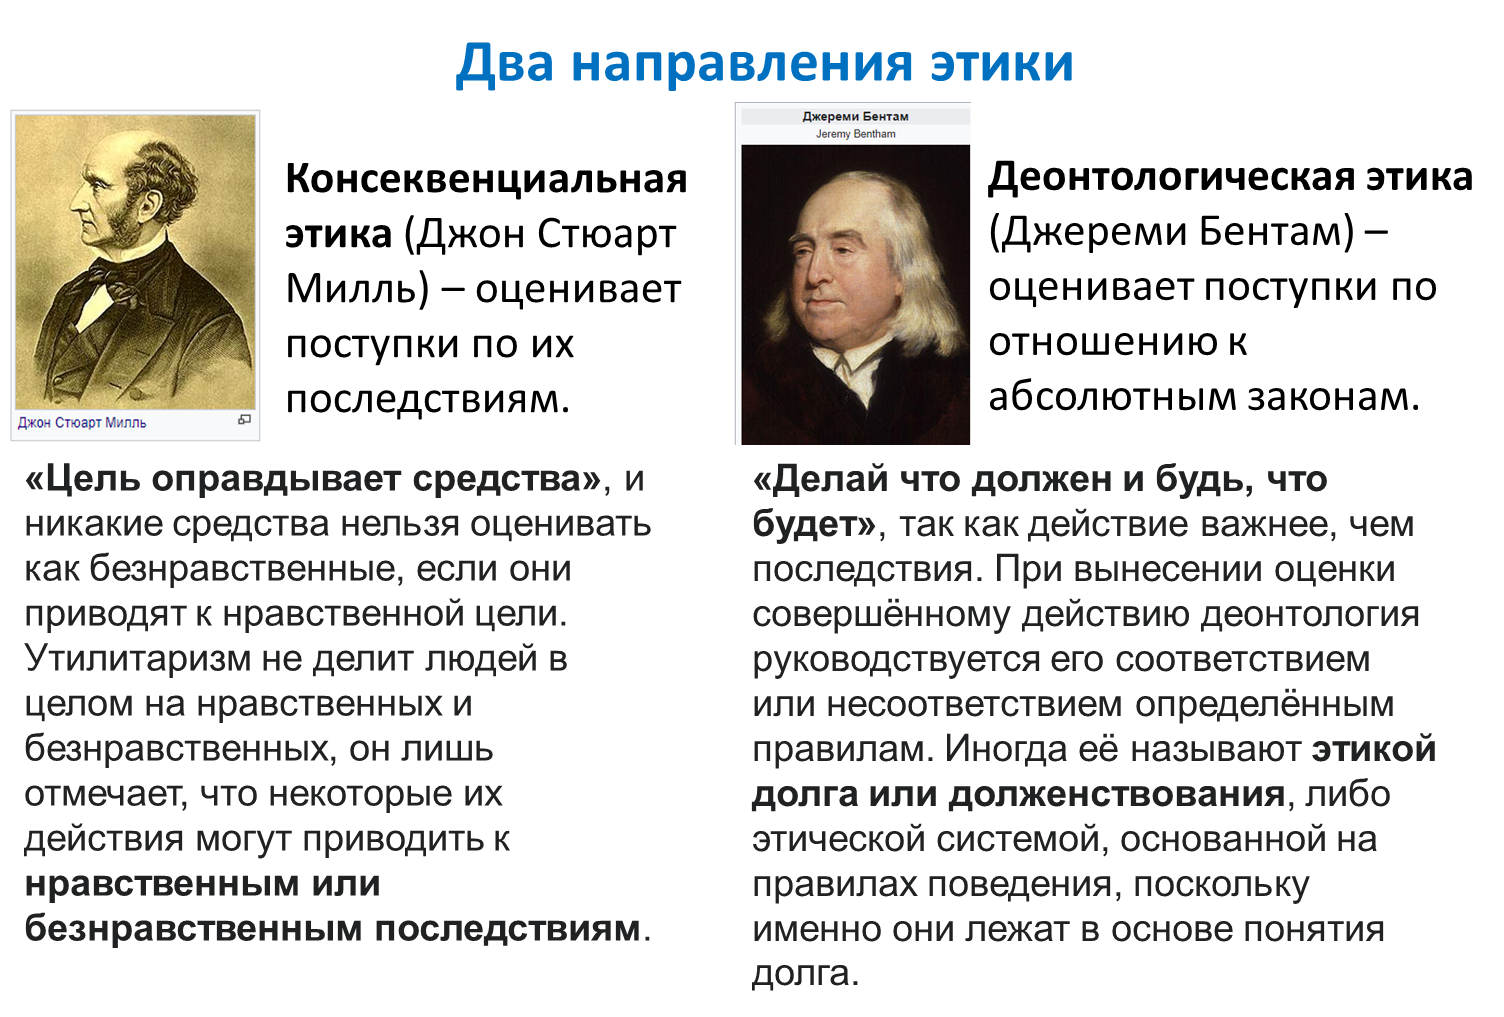 Два направления этики
Консеквенциальная
этика (Джон Стюарт
Милль) – оценивает
поступки по их
последствиям.
Джон Стюарт Милль
Джереми Бентам
Jeremy Bentham
Деонтологическая этика
(Джереми Бентам) –
оценивает поступки по
отношению к
абсолютным законам.
«Цель оправдывает средства», и
никакие средства нельзя оценивать
как безнравственные, если они
приводят к нравственной цели.
Утилитаризм не делит людей в
целом на нравственных и
безнравственных, он лишь
отмечает, что некоторые их
действия могут приводить к
нравственным или
безнравственным последствиям.
«Делай что должен и будь, что
будет», так как действие важнее, чем
последствия. При вынесении оценки
совершённому действию деонтология
руководствуется его соответствием
или несоответствием определённым
правилам. Иногда её называют этикой
долга или долженствования, либо
этической системой, основанной на
правилах поведения, поскольку
именно они лежат в основе понятия
долга.